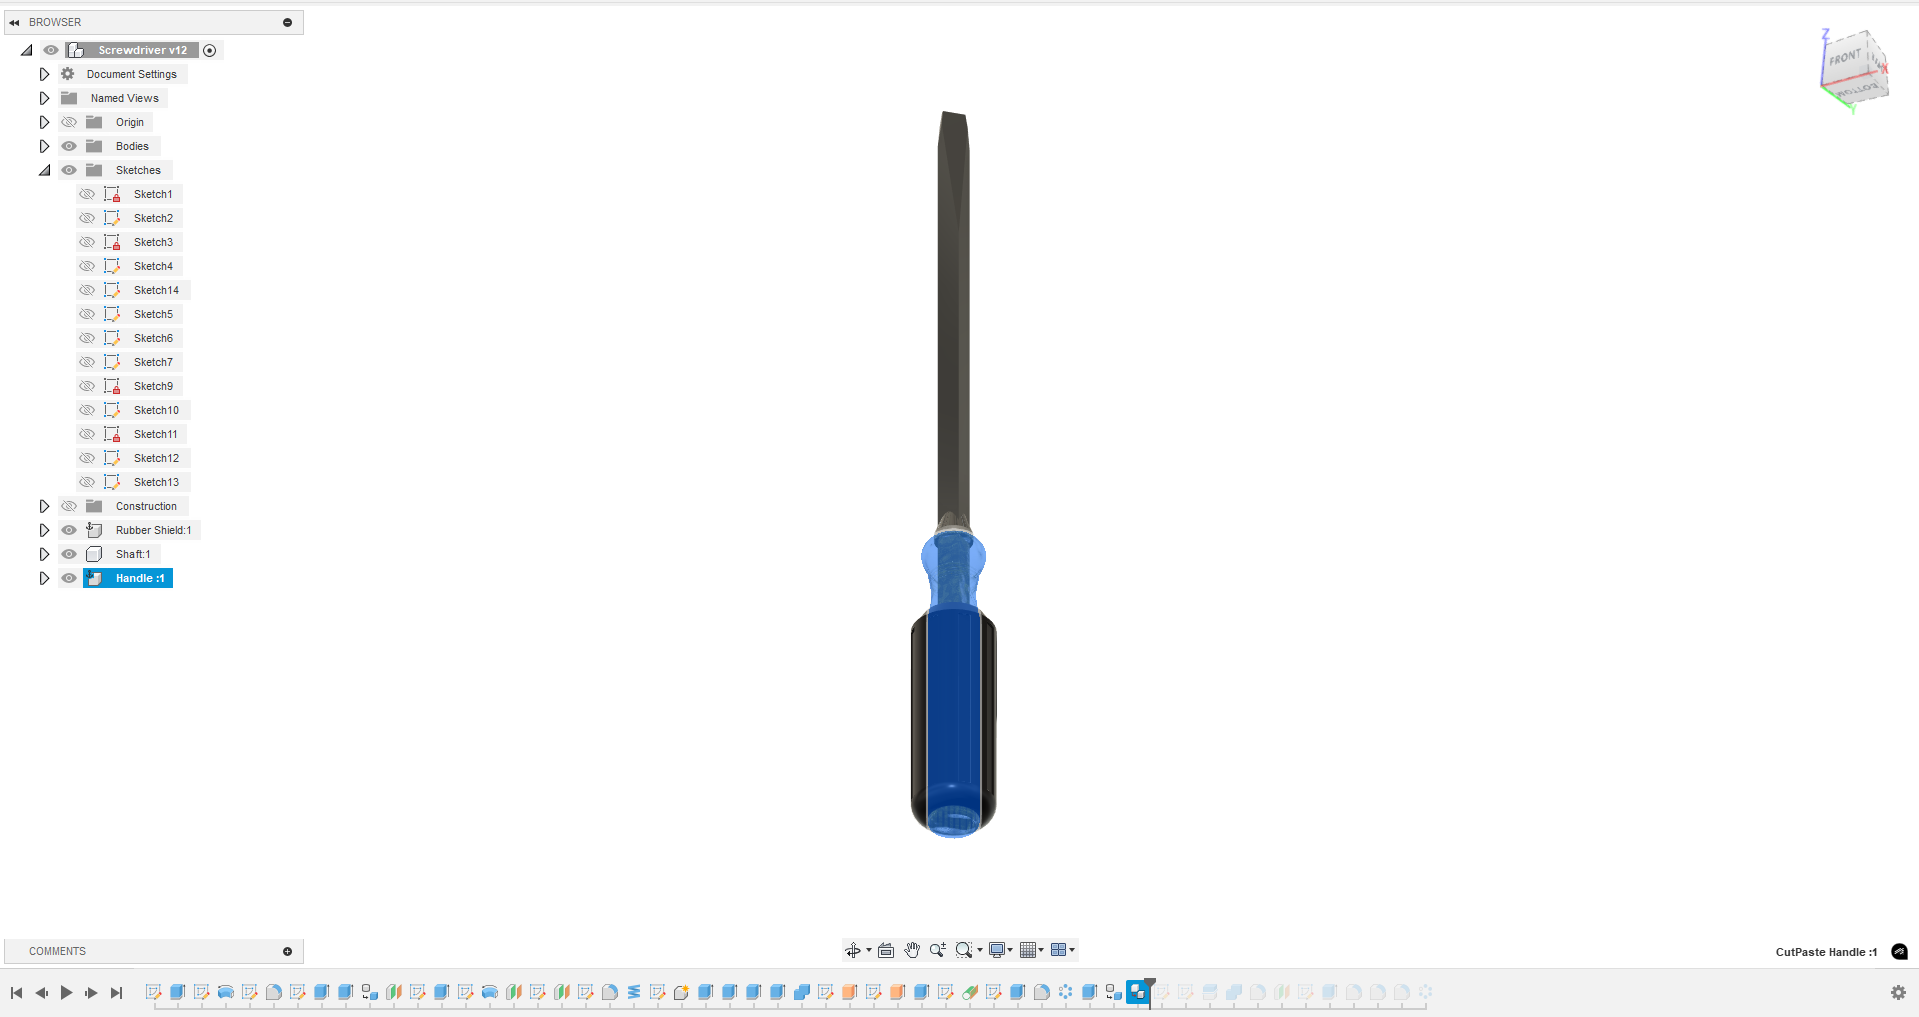 BROWSER
Screwdriver v12
Document Settings
Named Views
Origin
Bodies
Sketches
Sketch1
Sketch2
Sketch3
Sketch4
Sketch14
Sketch5
Sketch6
Sketch7
Sketch9
Sketch10
Sketch11
Sketch12
Sketch13
Construction
Rubber Shield:1
Shaft:1
Handle :1
Z
FRONT
X
BOTTOM
Y
COMMENTS
CutPaste Handle :1